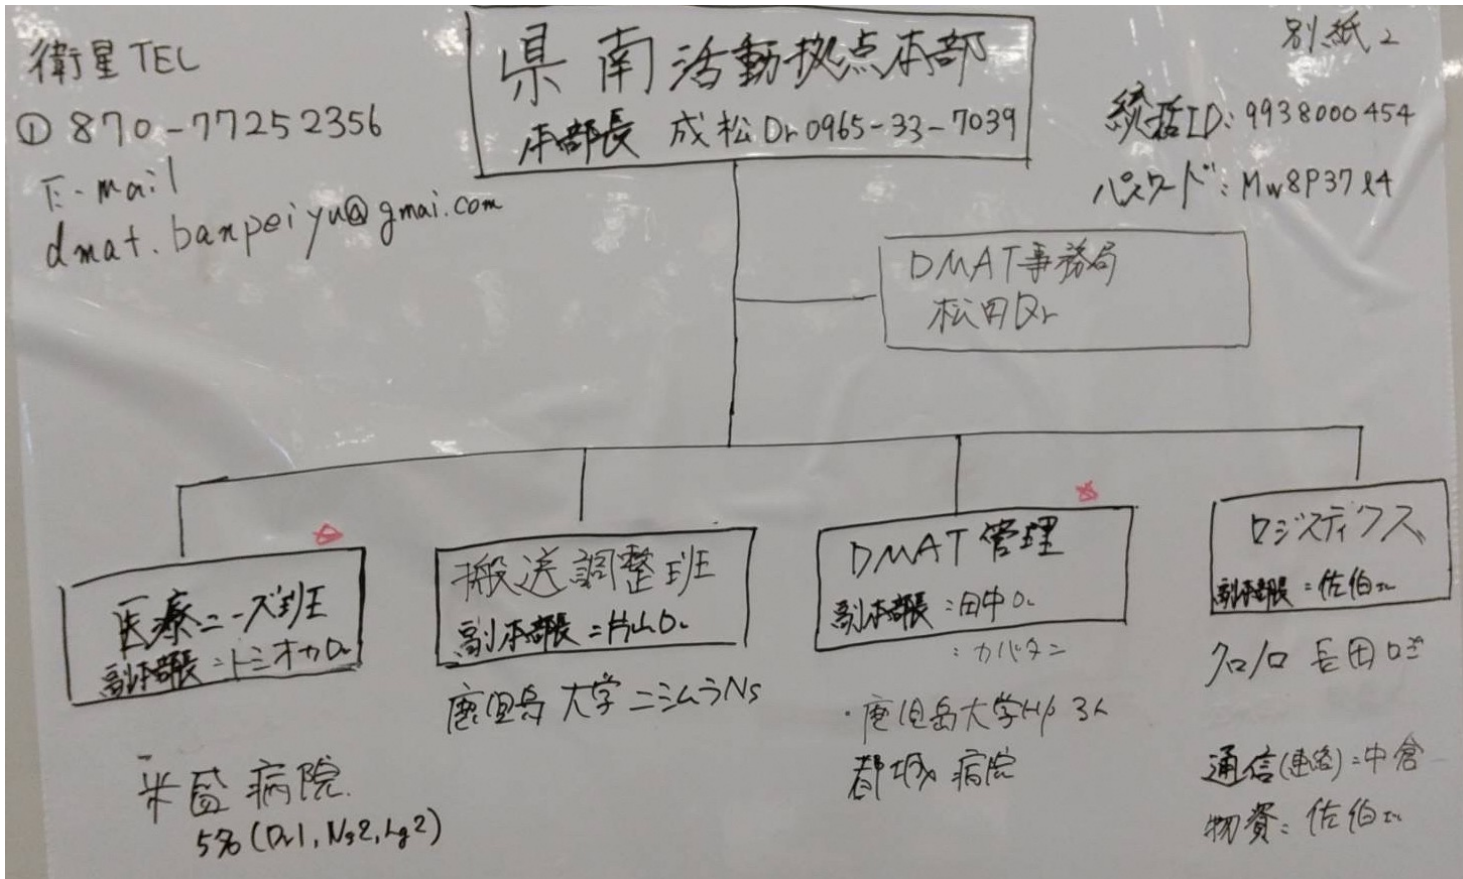 衛星TEL
① 870-77252356
E-mail
dmat.banpeiyu@gmai.com
県南活動拠点本部
本部長 成松Dr 0965-33-7039
別紙2
統括ID:9938000454
パスワード:Mw8P37l4
DMAT事務局
松田Dr
医療ニーズ班
副本部長:トミオカDr
米盛病院
5名(Dr1,Ns2,Lg2)
搬送調整班
副本部長:片山Dr
鹿児島大学ニシムラNs
DMAT管理
副本部長:田中Dr
:カバタニ
・鹿児島大学Hp 3人
都城病院
ロジスティクス
副本部長:佐伯
クロノロ 長田ロジ
通信(連絡):中倉
物資:佐伯